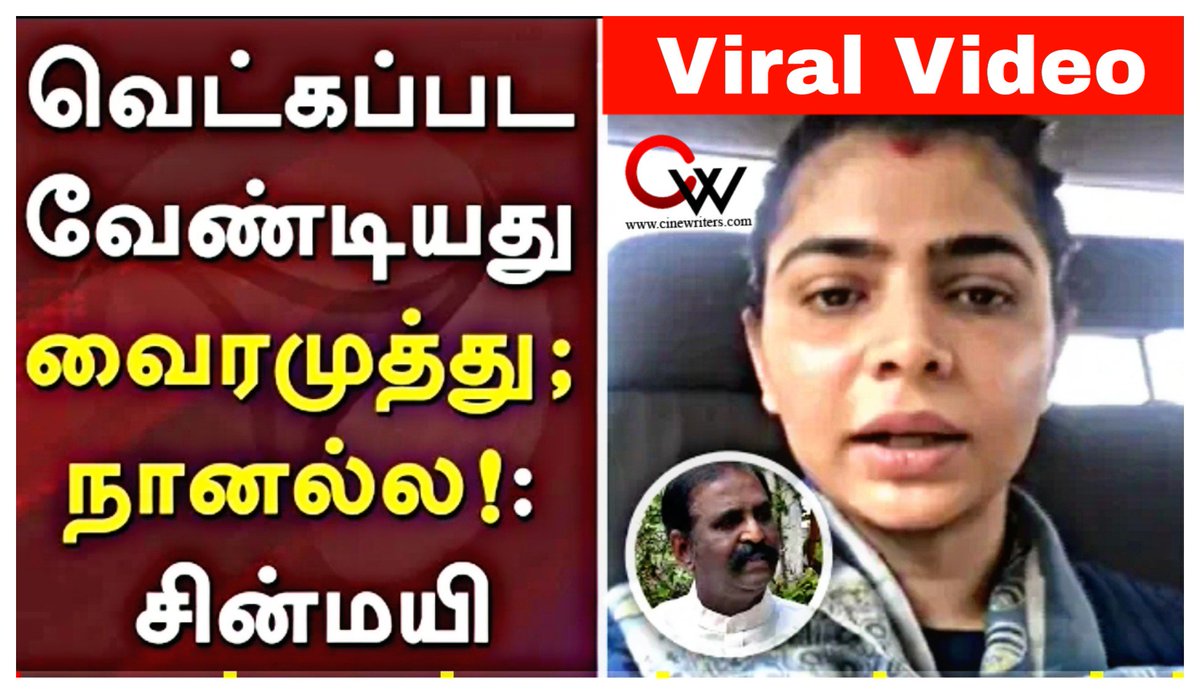 வெட்கப்பட
வேண்டியது
வைரமுத்து;
நானல்ல!:
சின்மயி
Viral Video
CW
www.cinewriters.com